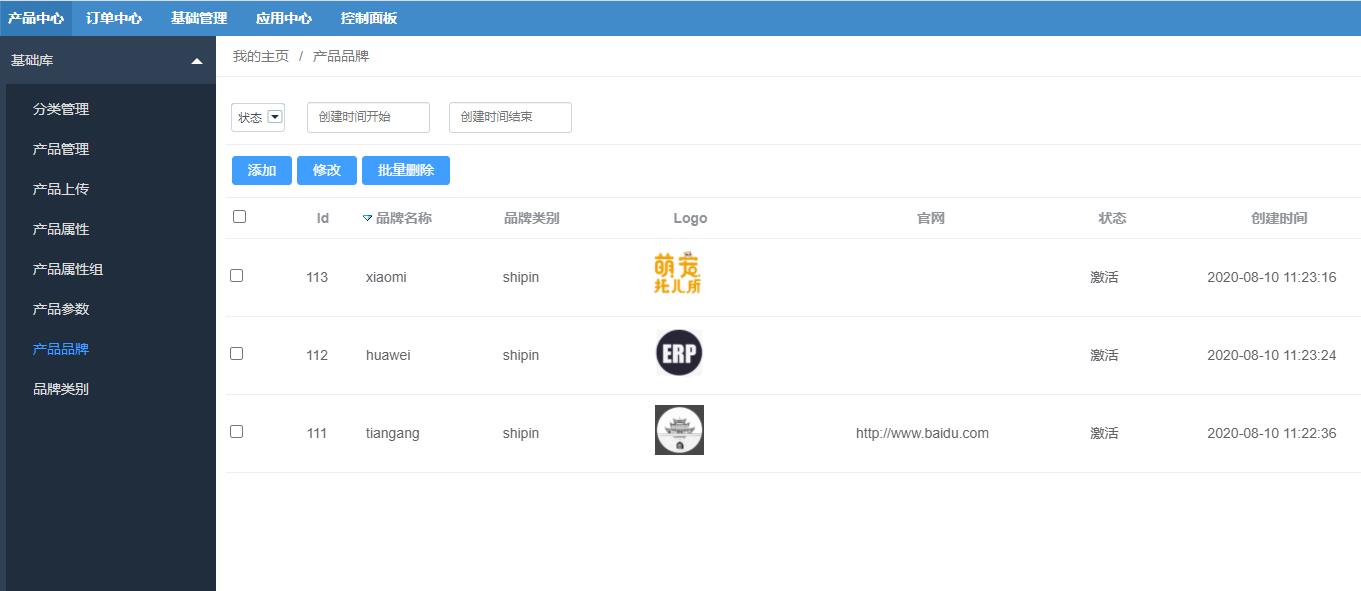 产品中心 订单中心 基础管理 应用中心 控制面板
基础库
分类管理
产品管理
产品上传
产品属性
产品属性组
产品参数
产品品牌
品牌类别
我的主页 / 产品品牌
状态 创建时间开始 创建时间结束
添加 修改 批量删除
Id 品牌名称 品牌类别 Logo 官网 状态 创建时间
113 xiaomi shipin 萌宠托儿所 激活 2020-08-10 11:23:16
112 huawei shipin ERP 激活 2020-08-10 11:23:24
111 tiangang shipin http://www.baidu.com 激活 2020-08-10 11:22:36